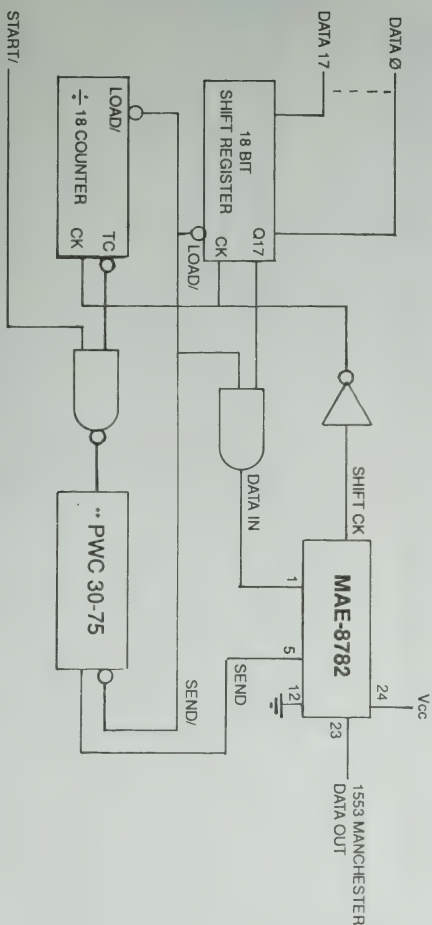 DATA Ø
DATA 17
START/
18 BIT
SHIFT REGISTER
Q17
CK
LOAD/
LOAD/
÷ 18 COUNTER
TC
CK
SHIFT CK
DATA IN
MAE-8782
1
5
12
24
23
Vcc
1553 MANCHESTER
DATA OUT
SEND
SEND/
** PWC 30-75